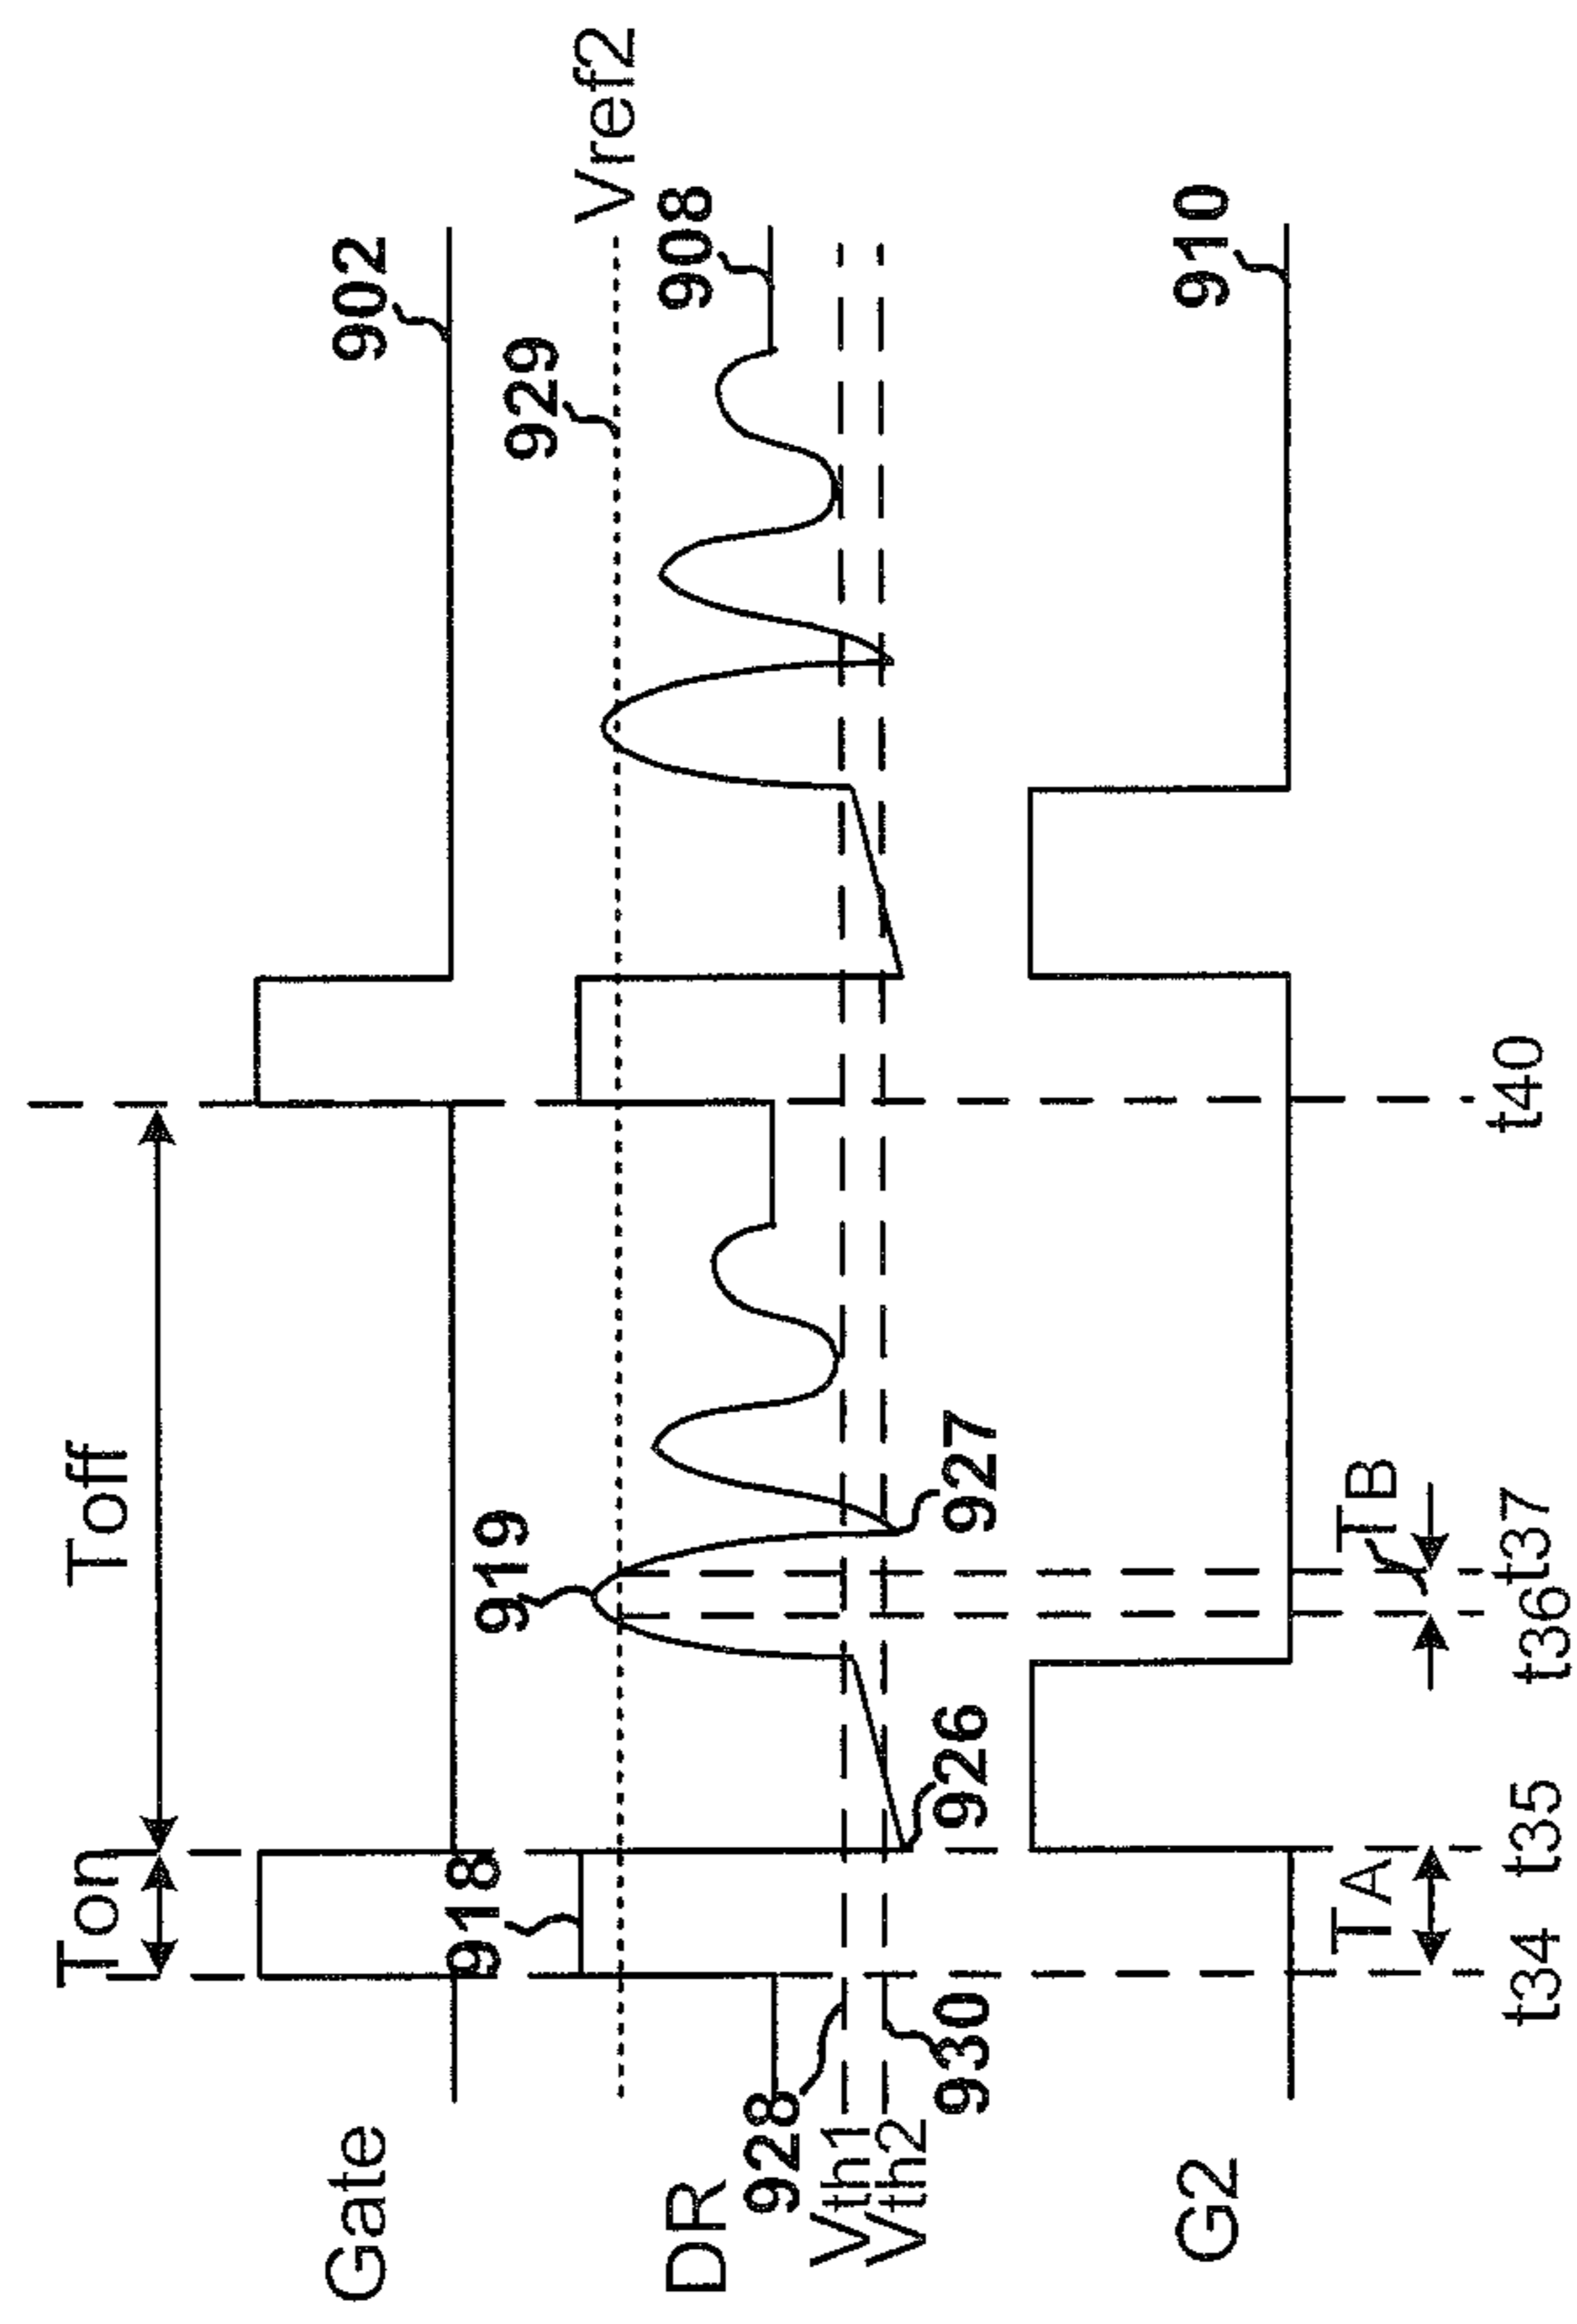 Ton
Toff
Gate
902
Vref2
929
918
919
908
DR
928
Vth1
Vth2
930
926
927
G2
910
TA
TB
t34
t35
t36
t37
t40